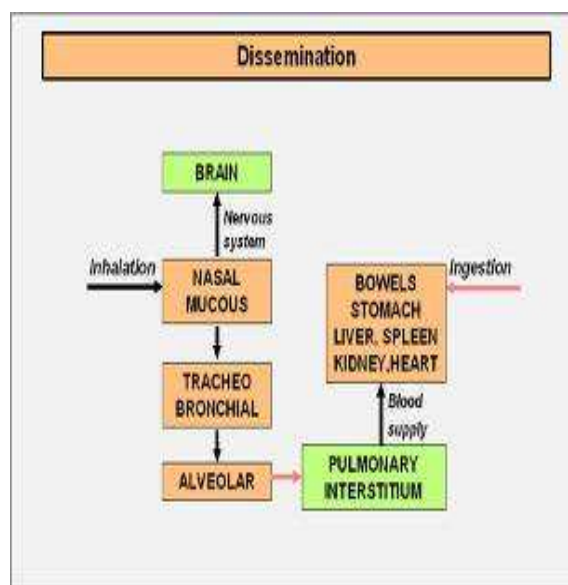 Dissemination
BRAIN
Nervous
system
Inhalation
NASAL
MUCOUS
TRACHEO
BRONCHIAL
ALVEOLAR
PULMONARY
INTERSTITIUM
Blood
supply
BOWELS
STOMACH
LIVER, SPLEEN
KIDNEY,HEART
Ingestion